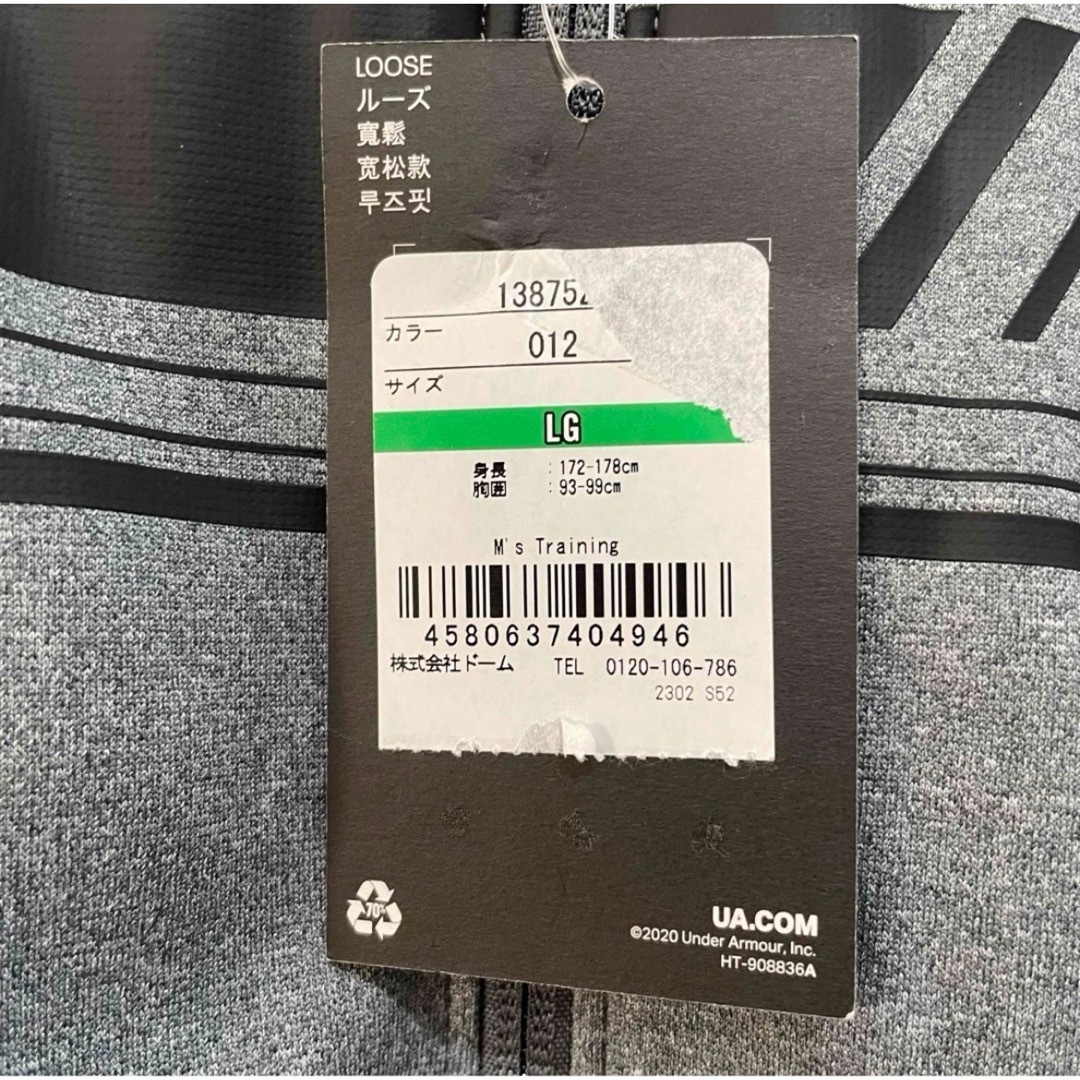 LOOSE
ルーズ
寬鬆
宽松款
루즈핏
13875
カラー
012
サイズ
LG
身長 : 172-178cm
胸囲 : 93-99cm
M's Training
4580637404946
株式会社ドーム TEL 0120-106-786
2302 S52
70%
UA.COM
©2020 Under Armour, Inc.
HT-908836A